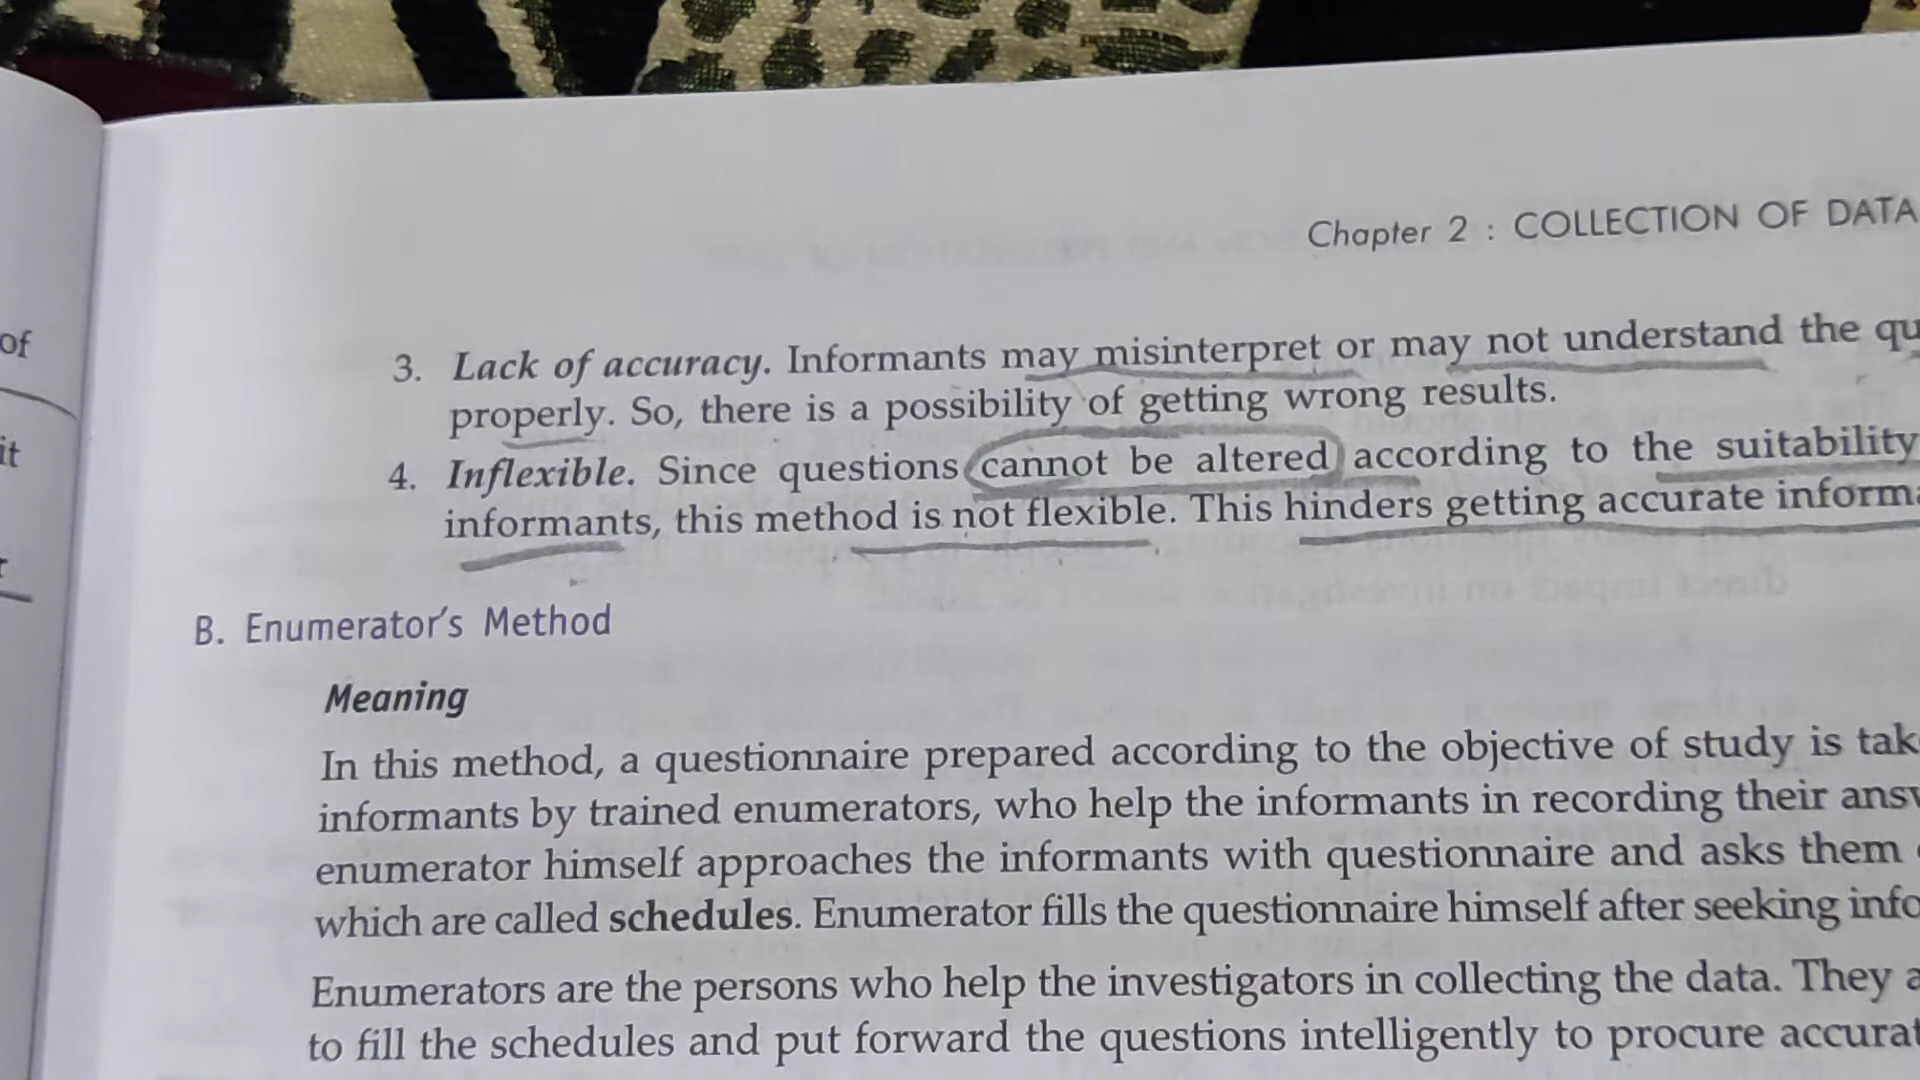 Chapter 2 : COLLECTION OF DATA
of
it
3. Lack of accuracy. Informants may misinterpret or may not understand the
properly. So, there is a possibility of getting wrong results.
4. Inflexible. Since questions cannot be altered according to the suitability
informants, this method is not flexible. This hinders getting accurate
B. Enumerator's Method
Meaning
In this method, a questionnaire prepared according to the objective of study is
informants by trained enumerators, who help the informants in recording their
enumerator himself approaches the informants with questionnaire and asks them
which are called schedules. Enumerator fills the questionnaire himself after seeking
Enumerators are the persons who help the investigators in collecting the data. They
to fill the schedules and put forward the questions intelligently to procure